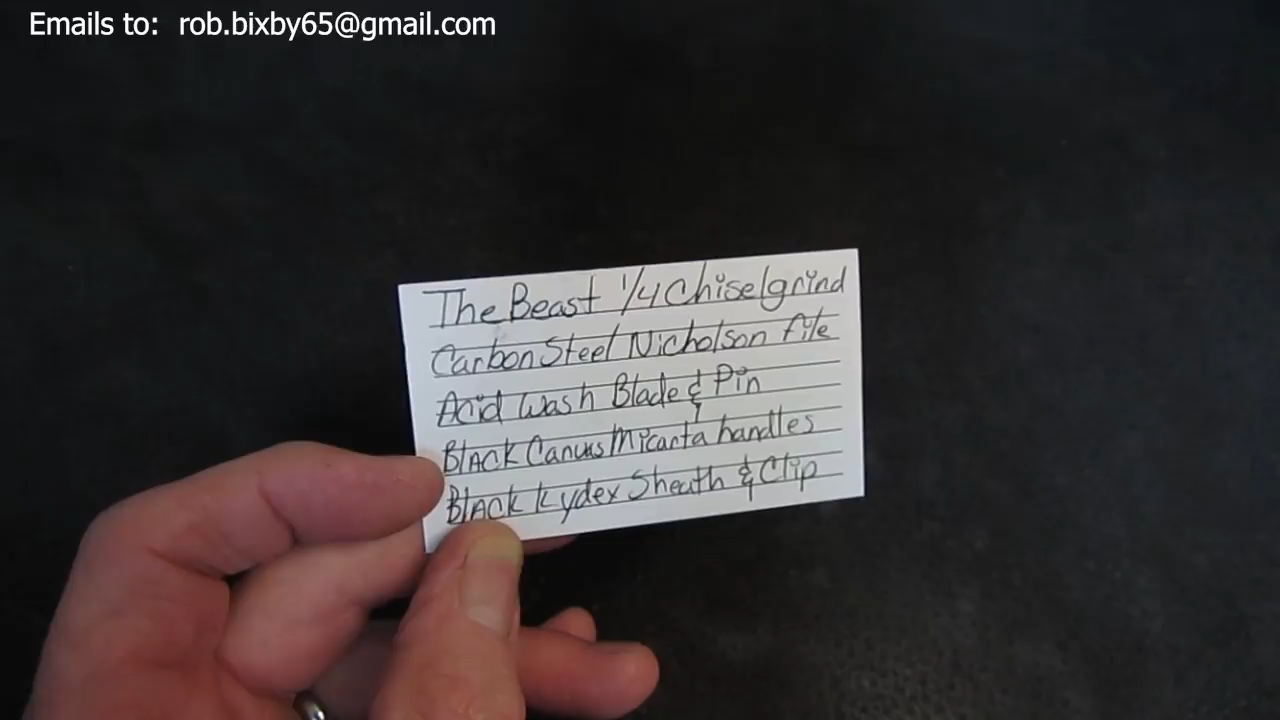 Emails to: rob.bixby65@gmail.com
The Beast 1/4 Chiselgrind
Carbon Steel Nicholson file
Acid Wash Blade & Pin
Black Canvas Micarta handles
Black Kydex Sheath & Clip